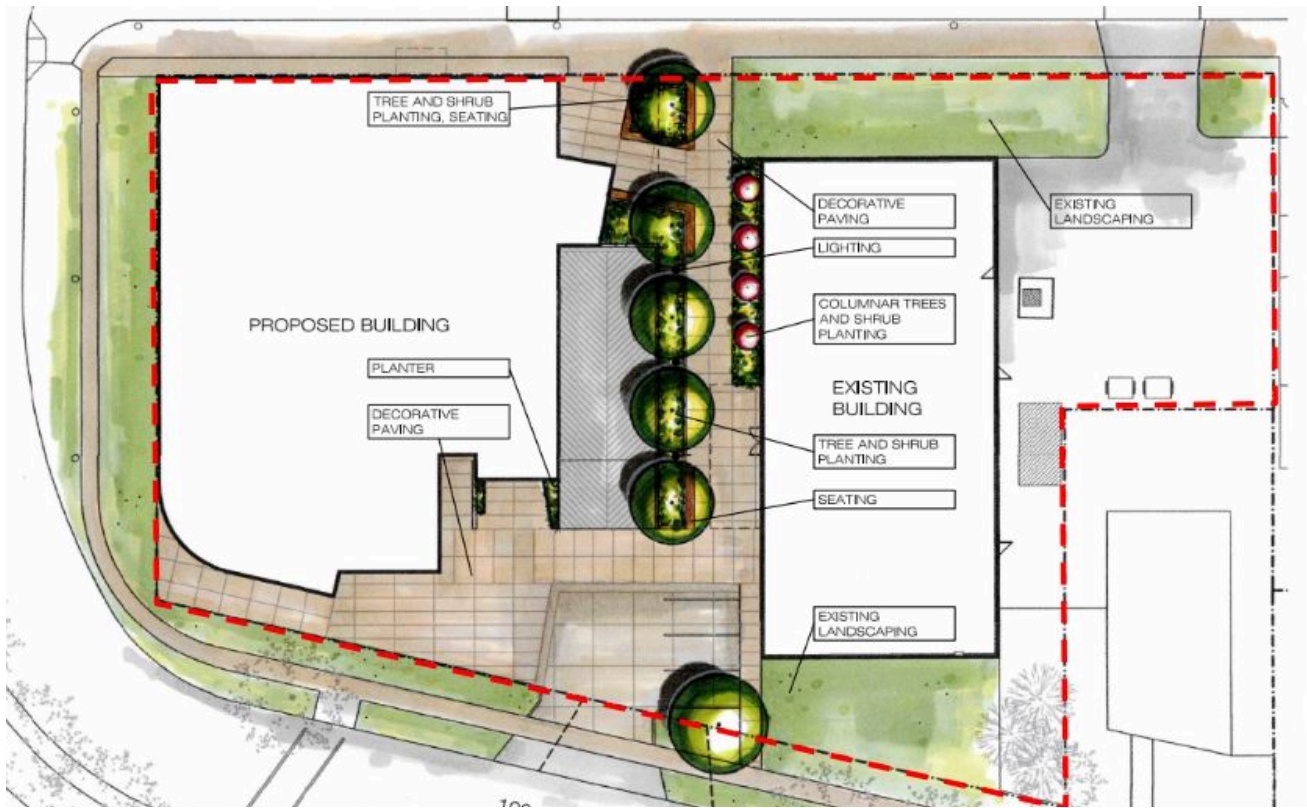 TREE AND SHRUB
PLANTING, SEATING
DECORATIVE
PAVING
EXISTING
LANDSCAPING
LIGHTING
COLUMNAR TREES
AND SHRUB
PLANTING
PROPOSED BUILDING
PLANTER
EXISTING
BUILDING
DECORATIVE
PAVING
TREE AND SHRUB
PLANTING
SEATING
EXISTING
LANDSCAPING